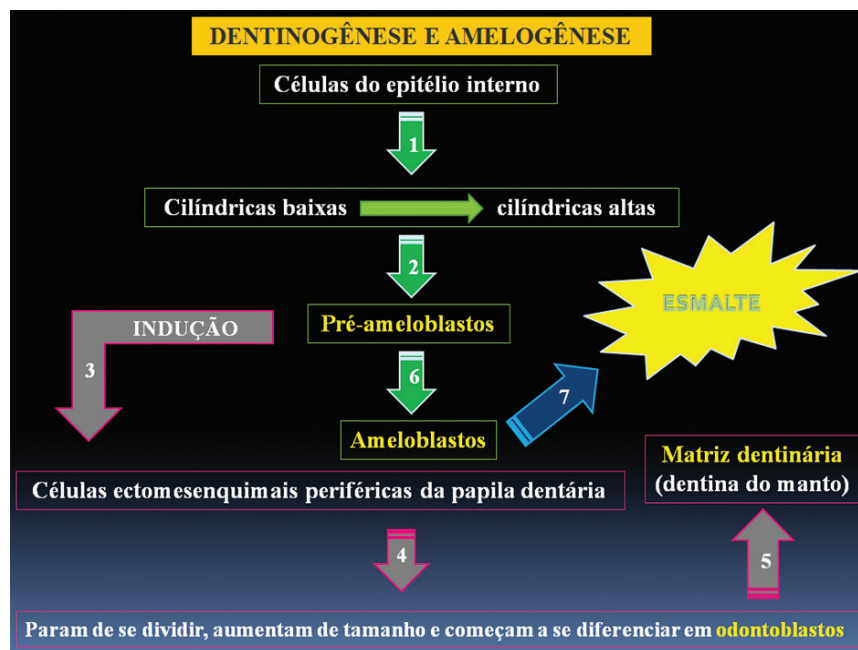 DENTINOGÊNESE E AMELOGÊNESE
Células do epitélio interno
1
Cilíndricas baixas cilíndricas altas
2
ESMALTE
INDUÇÃO
Pré-ameloblastos
3
6
7
Ameloblastos
Matriz dentinária
(dentina do manto)
Células ectomesenquimais periféricas da papila dentária
4
5
Param de se dividir, aumentam de tamanho e começam a se diferenciar em odontoblastos